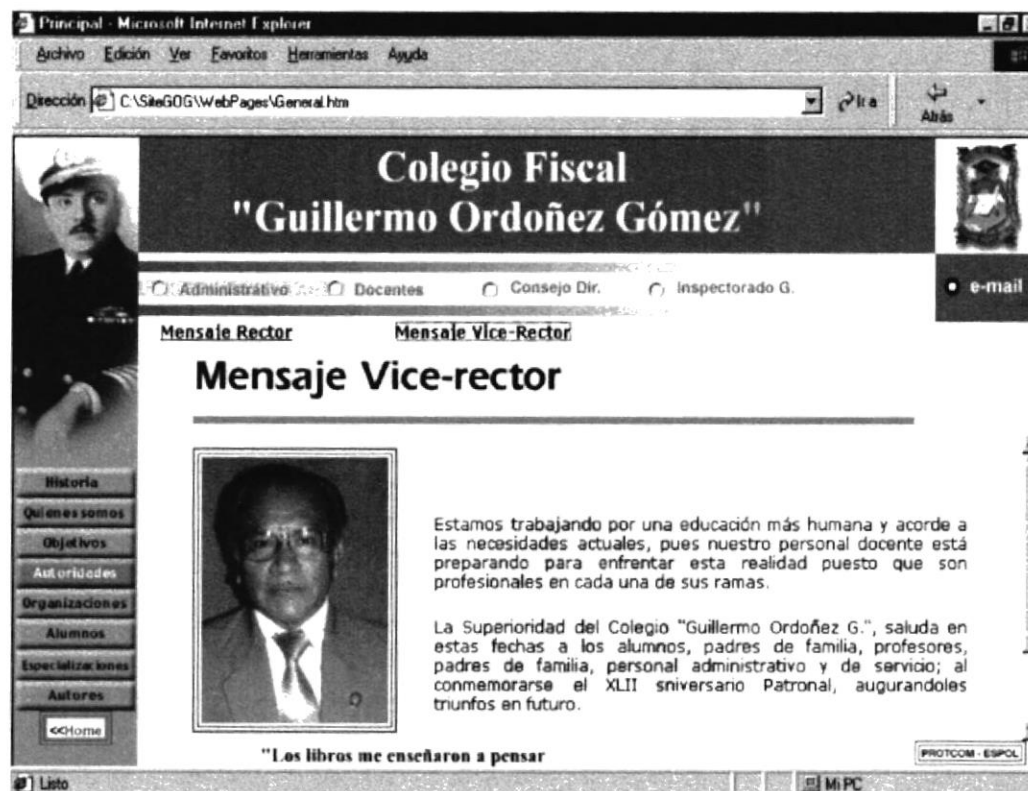 Principal - Microsoft Internet Explorer
Archivo Edición Ver Favoritos Herramientas Ayuda
Dirección C:\SiteGOG\WebPages\General.htm Ir a Atrás
Colegio Fiscal
"Guillermo Ordoñez Gómez"
Administrativo Docentes Consejo Dir. Inspectorado G. e-mail
Mensaje Rector Mensaje Vice-Rector
Mensaje Vice-rector
Historia
Quienes somos
Objetivos
Autoridades
Organizaciones
Alumnos
Especializaciones
Autores
<<Home
Estamos trabajando por una educación más humana y acorde a
las necesidades actuales, pues nuestro personal docente está
preparando para enfrentar esta realidad puesto que son
profesionales en cada una de sus ramas.
La Superioridad del Colegio "Guillermo Ordoñez G.", saluda en
estas fechas a los alumnos, padres de familia, profesores,
padres de familia, personal administrativo y de servicio; al
conmemorarse el XLII sniversario Patronal, augurandoles
triunfos en futuro.
"Los libros me enseñaron a pensar
PROTCOM - ESPOL
Listo Mi PC